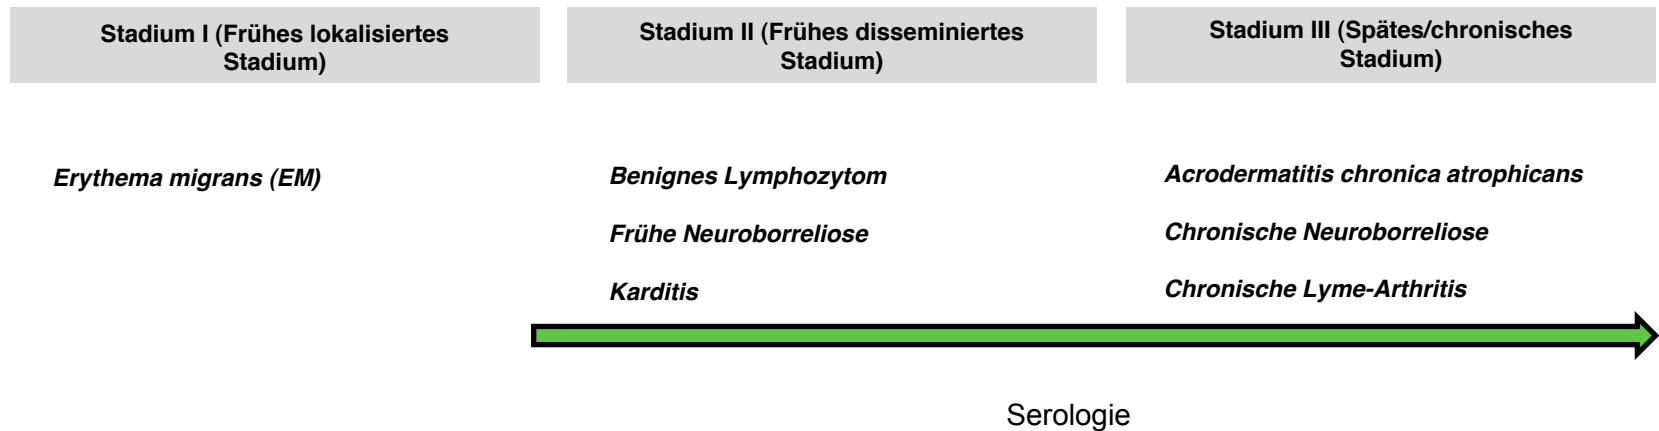 Stadium I (Frühes lokalisiertes
Stadium)
Stadium II (Frühes disseminiertes
Stadium)
Stadium III (Spätes/chronisches
Stadium)
Erythema migrans (EM)
Benignes Lymphozytom
Frühe Neuroborreliose
Karditis
Acrodermatitis chronica atrophicans
Chronische Neuroborreliose
Chronische Lyme-Arthritis
Serologie